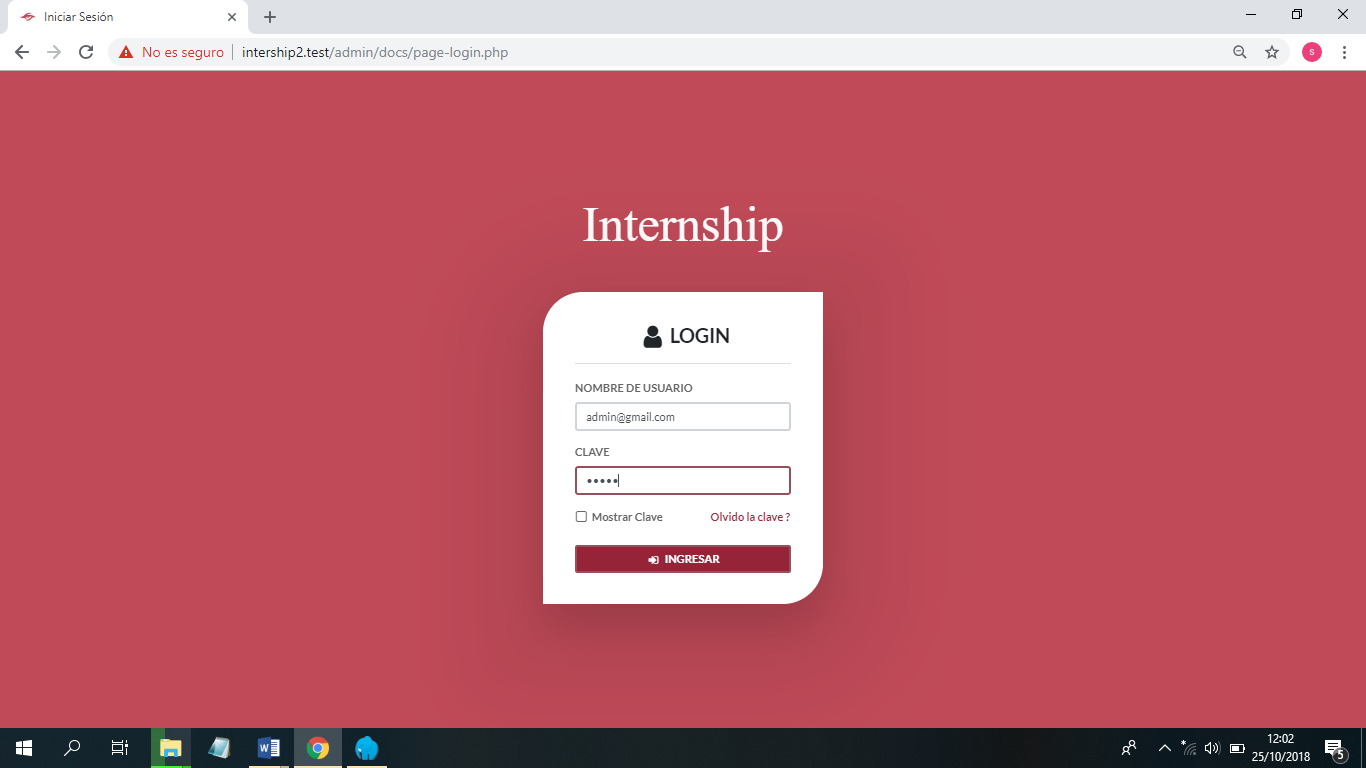 Iniciar Sesión
No es seguro | intership2.test/admin/docs/page-login.php
s
Internship
LOGIN
NOMBRE DE USUARIO
admin@gmail.com
CLAVE
•••••
Mostrar Clave
Olvido la clave ?
INGRESAR
12:02
25/10/2018
5